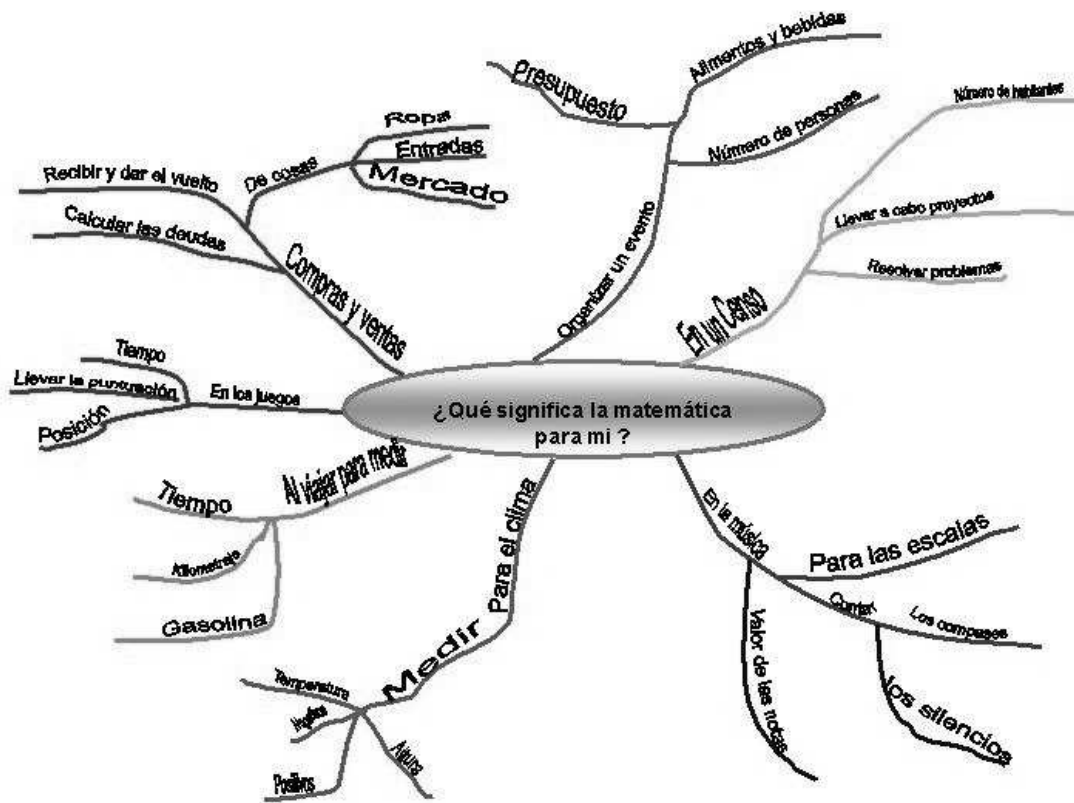 ¿Qué significa la matemática
para mi ?
Organizar un evento
Presupuesto
Alimentos y bebidas
Número de personas
En un Censo
Número de habitantes
Llevar a cabo proyectos
Resolver problemas
En la música
Para las escalas
Contar
Los compases
los silencios
Valor de las notas
Para el clima
Medir
Temperatura
Positivos
Altura
Al viajar para medir
Tiempo
Kilometraje
Gasolina
En los juegos
Tiempo
Llevar la puntuación
Posición
Compras y ventas
De cosas
Ropa
Entradas
Mercado
Recibir y dar el vuelto
Calcular las deudas